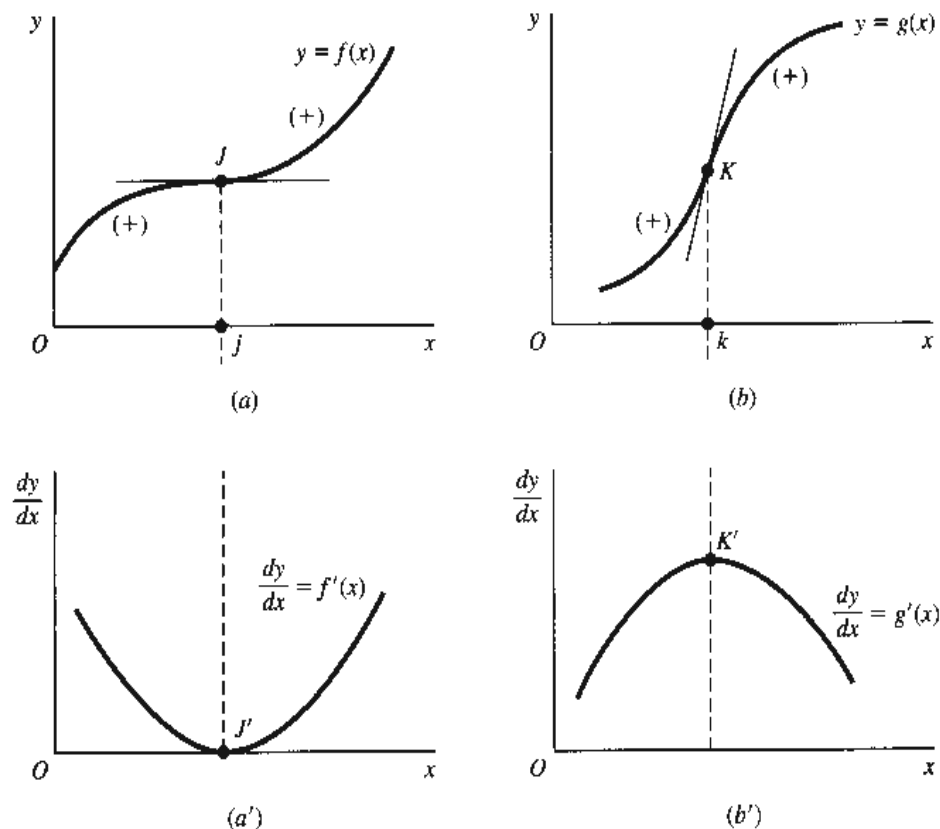 y
y = f(x)
(+)
J
(+)
O
j
x
(a)
y
y = g(x)
(+)
K
(+)
O
k
x
(b)
dy
dx
dy
dx = f′(x)
J′
O
x
(a′)
dy
dx
K′
dy
dx = g′(x)
O
x
(b′)